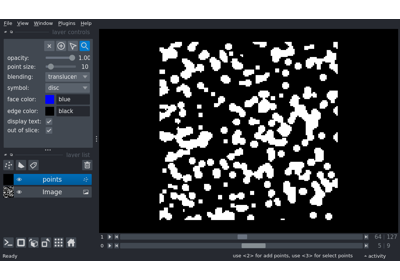 File View Window Plugins Help
layer controls
opacity: 1.00
point size: 10
blending: translucen
symbol: disc
face color: blue
edge color: black
display text:
out of slice:
layer list
points
Image
1 64 127
0 5 9
Ready use <2> for add points, use <3> for select points activity